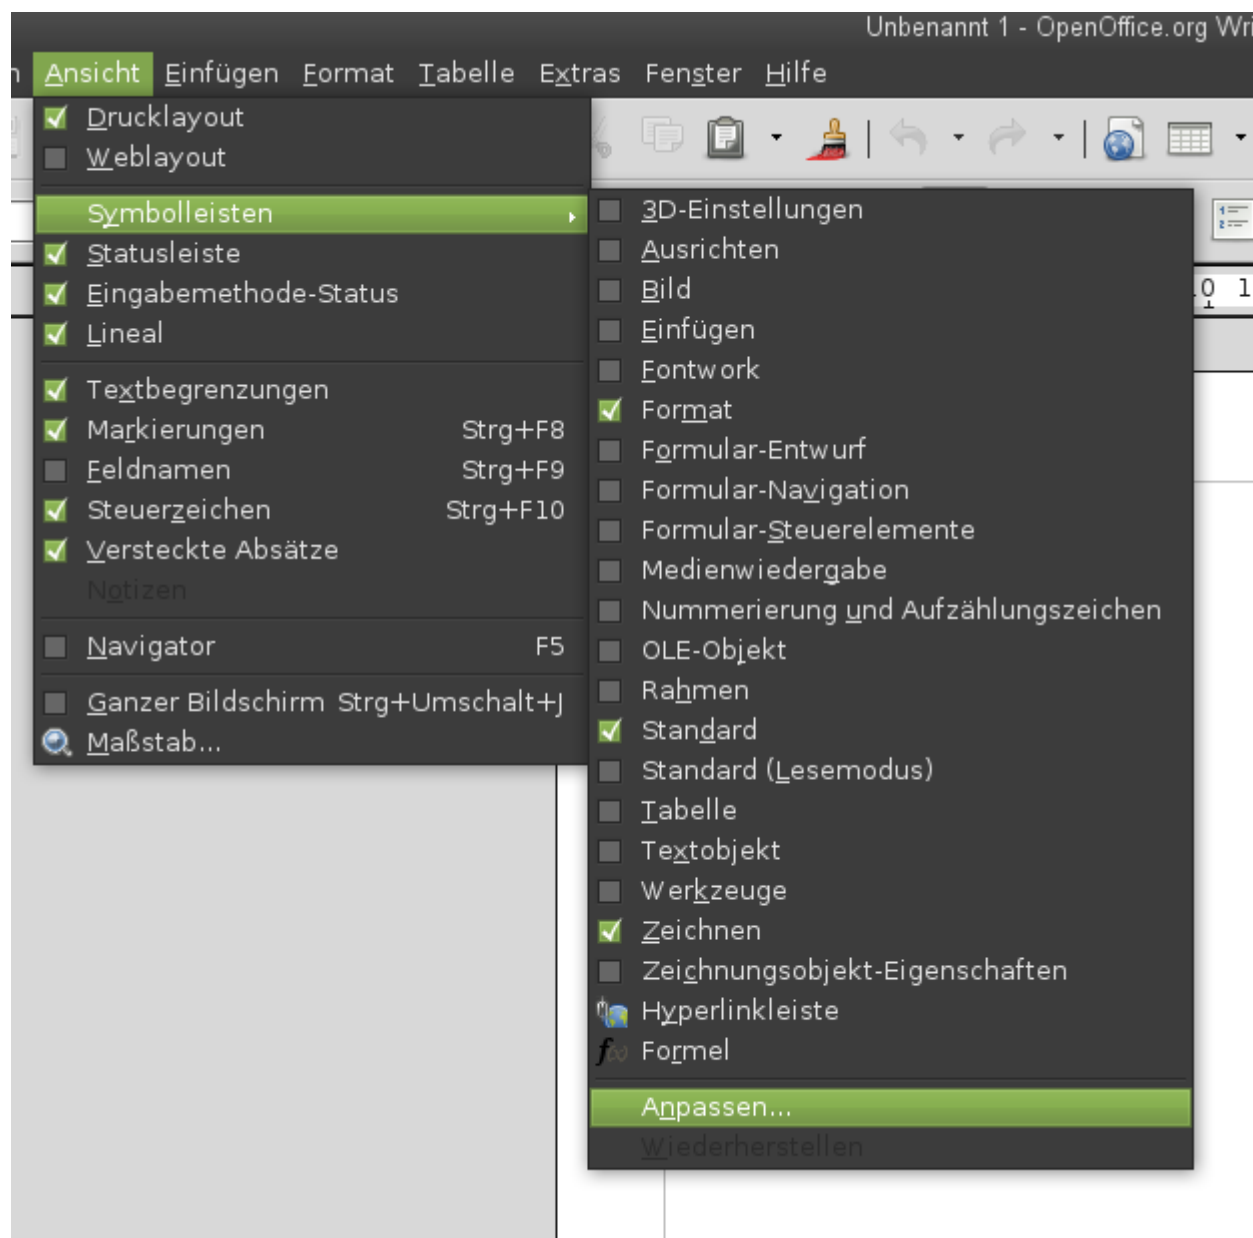 Unbenannt 1 - OpenOffice.org Wri
n Ansicht Einfügen Format Tabelle Extras Fenster Hilfe
Drucklayout
Weblayout
Symbolleisten
Statusleiste
Eingabemethode-Status
Lineal
Textbegrenzungen
Markierungen Strg+F8
Feldnamen Strg+F9
Steuerzeichen Strg+F10
Versteckte Absätze
Notizen
Navigator F5
Ganzer Bildschirm Strg+Umschalt+J
Maßstab...
3D-Einstellungen
Ausrichten
Bild
Einfügen
Fontwork
Format
Formular-Entwurf
Formular-Navigation
Formular-Steuerelemente
Medienwiedergabe
Nummerierung und Aufzählungszeichen
OLE-Objekt
Rahmen
Standard
Standard (Lesemodus)
Tabelle
Textobjekt
Werkzeuge
Zeichnen
Zeichnungsobjekt-Eigenschaften
Hyperlinkleiste
Formel
Anpassen...
Wiederherstellen